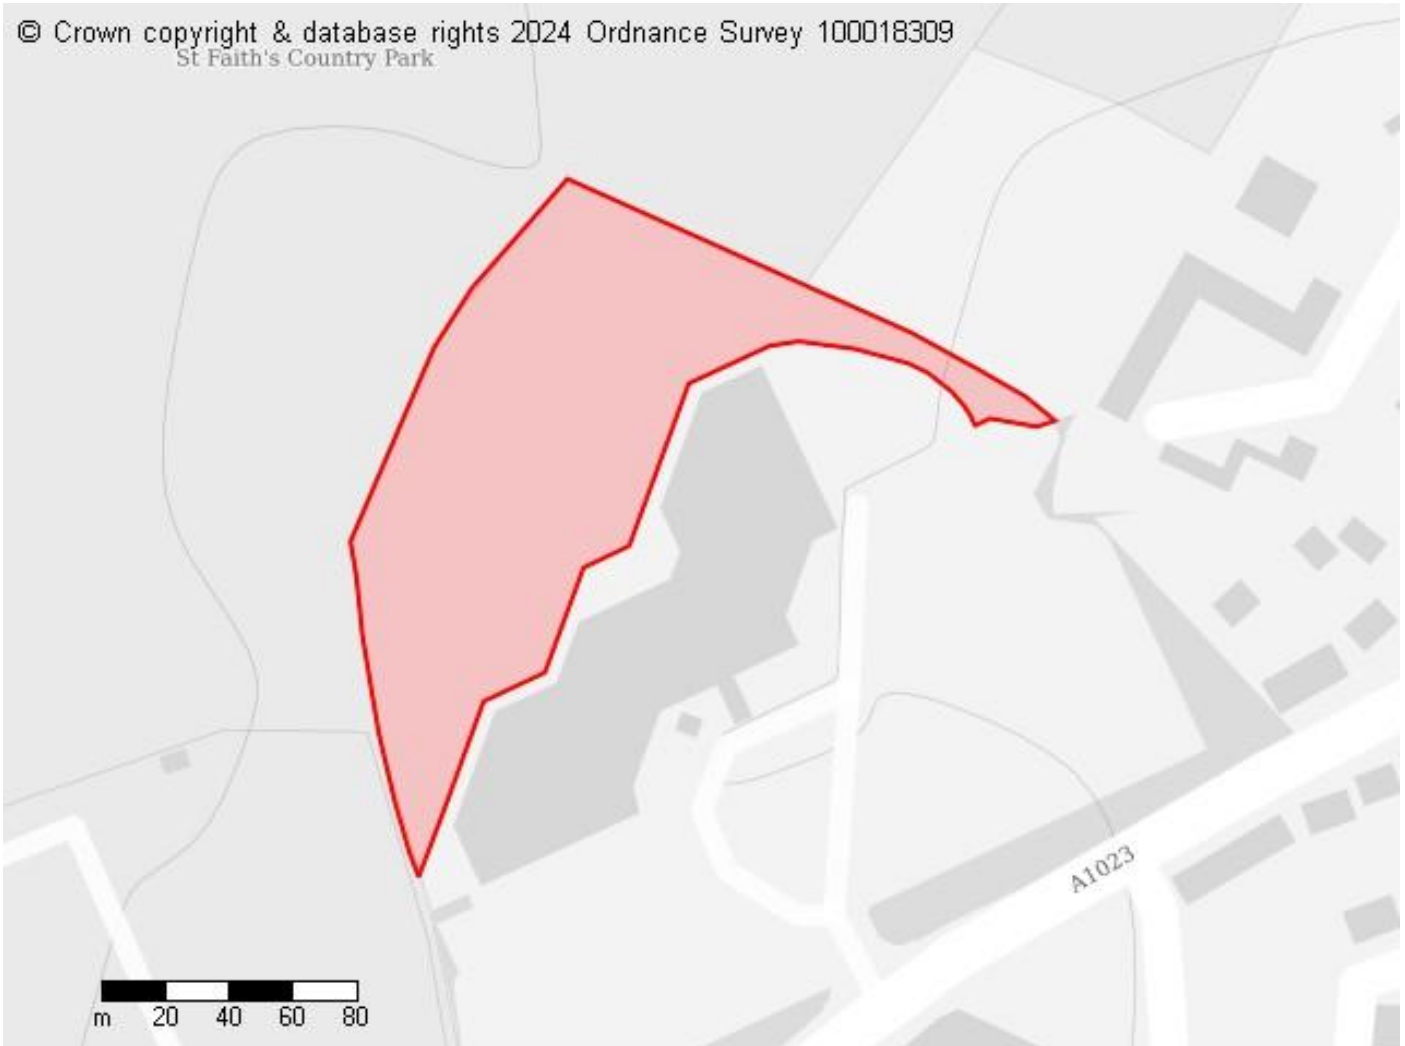 © Crown copyright & database rights 2024 Ordnance Survey 100018309
St Faith's Country Park
A1023
m 20 40 60 80